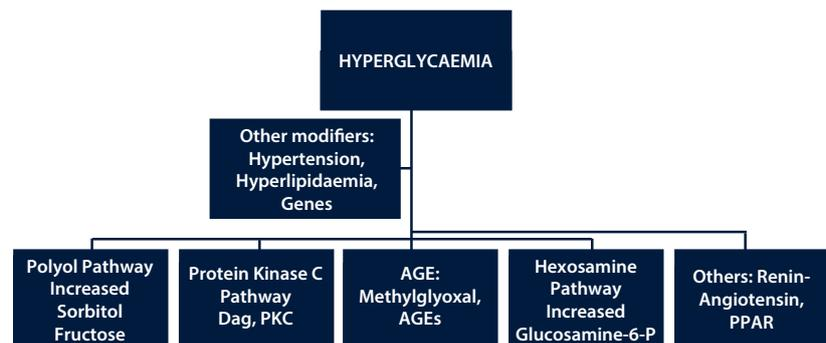 HYPERGLYCAEMIA
Other modifiers:
Hypertension,
Hyperlipidaemia,
Genes
Polyol Pathway
Increased
Sorbitol
Fructose
Protein Kinase C
Pathway
Dag, PKC
AGE:
Methylglyoxal,
AGEs
Hexosamine
Pathway
Increased
Glucosamine-6-P
Others: Renin-
Angiotensin,
PPAR